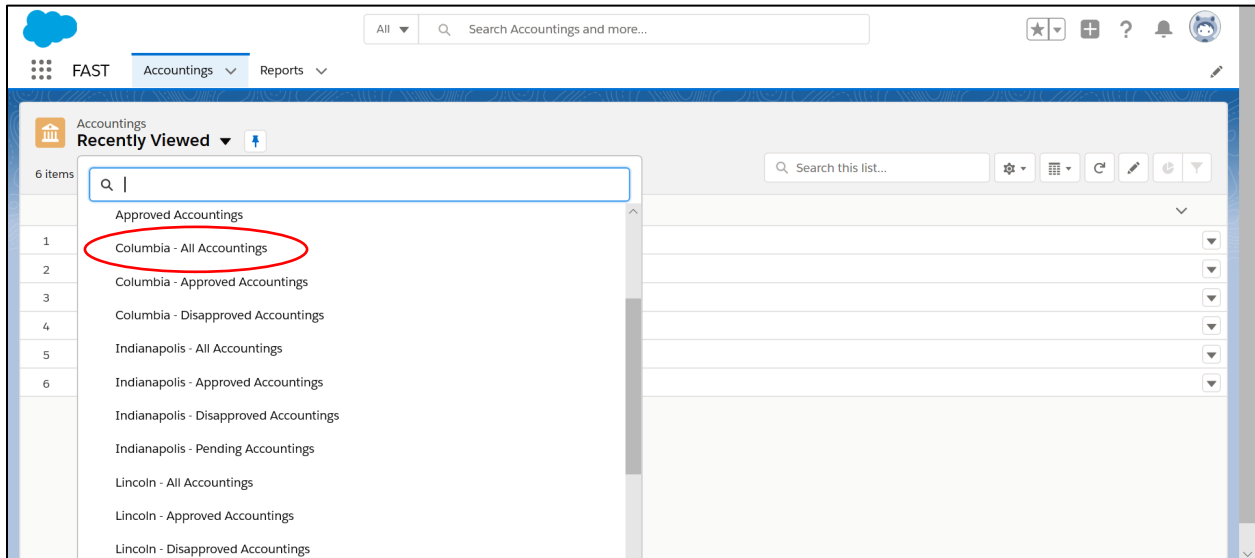 All
Search Accountings and more...
FAST
Accountings
Reports
Accountings
Recently Viewed
6 items
Search this list...
Approved Accountings
1
Columbia - All Accountings
2
Columbia - Approved Accountings
3
Columbia - Disapproved Accountings
4
Indianapolis - All Accountings
5
Indianapolis - Approved Accountings
6
Indianapolis - Disapproved Accountings
Indianapolis - Pending Accountings
Lincoln - All Accountings
Lincoln - Approved Accountings
Lincoln - Disapproved Accountings